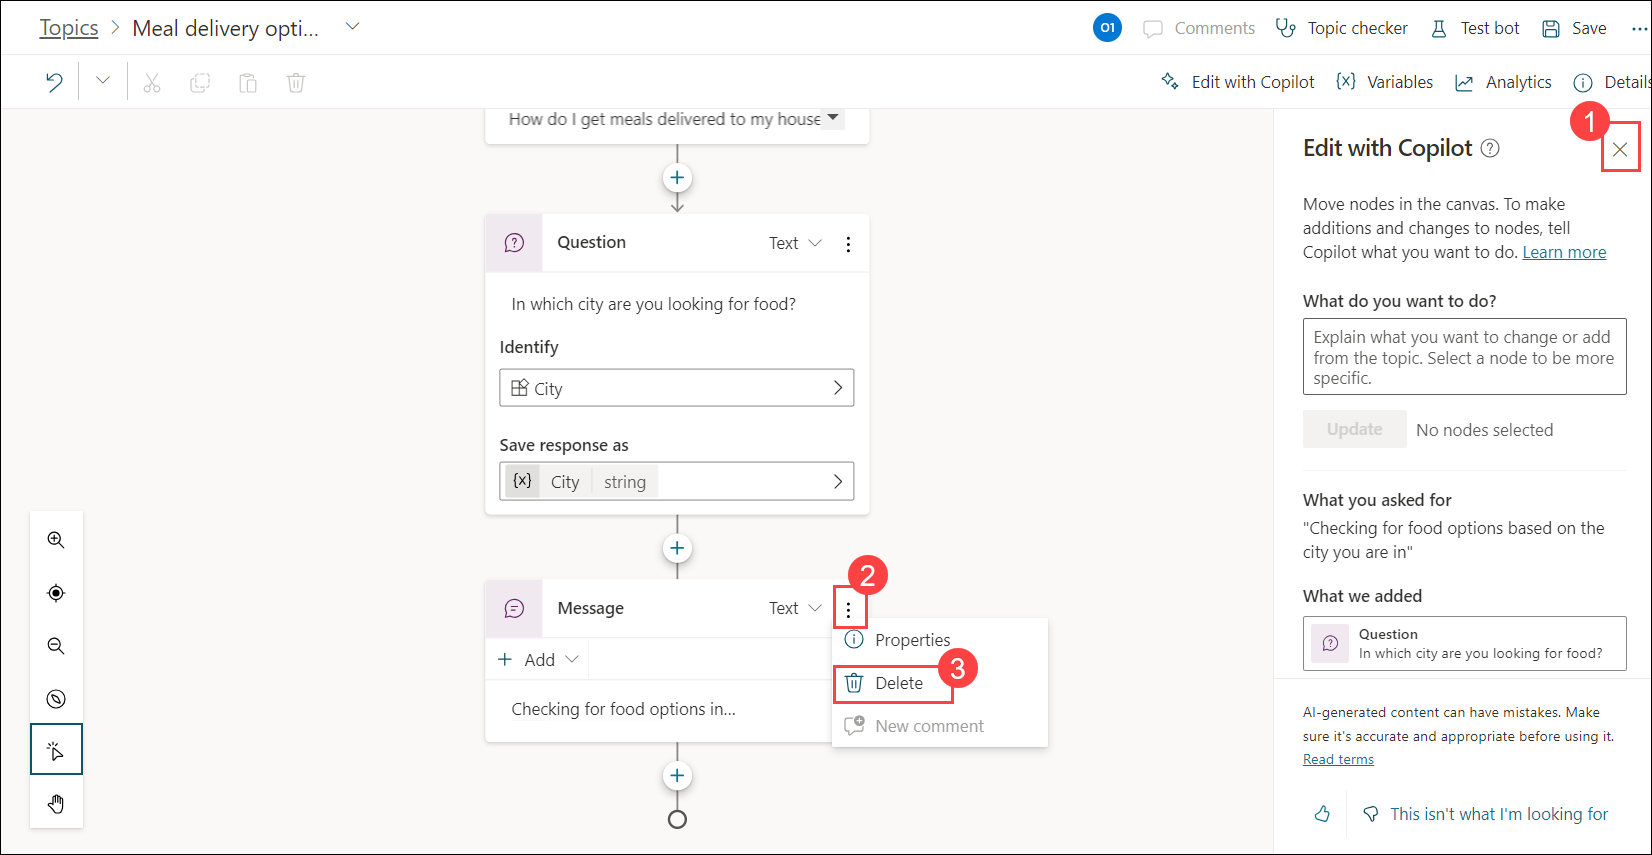 Topics > Meal delivery opti...
O1 Comments Topic checker Test bot Save ...
Edit with Copilot {x} Variables Analytics Details
How do I get meals delivered to my house
Question Text
In which city are you looking for food?
Identify
City
Save response as
{x} City string
2
Message Text
Properties
Add
3
Delete
Checking for food options in...
New comment
1
Edit with Copilot
Move nodes in the canvas. To make
additions and changes to nodes, tell
Copilot what you want to do. Learn more
What do you want to do?
Explain what you want to change or add
from the topic. Select a node to be more
specific.
Update No nodes selected
What you asked for
"Checking for food options based on the
city you are in"
What we added
Question
In which city are you looking for food?
AI-generated content can have mistakes. Make
sure it's accurate and appropriate before using it.
Read terms
This isn't what I'm looking for